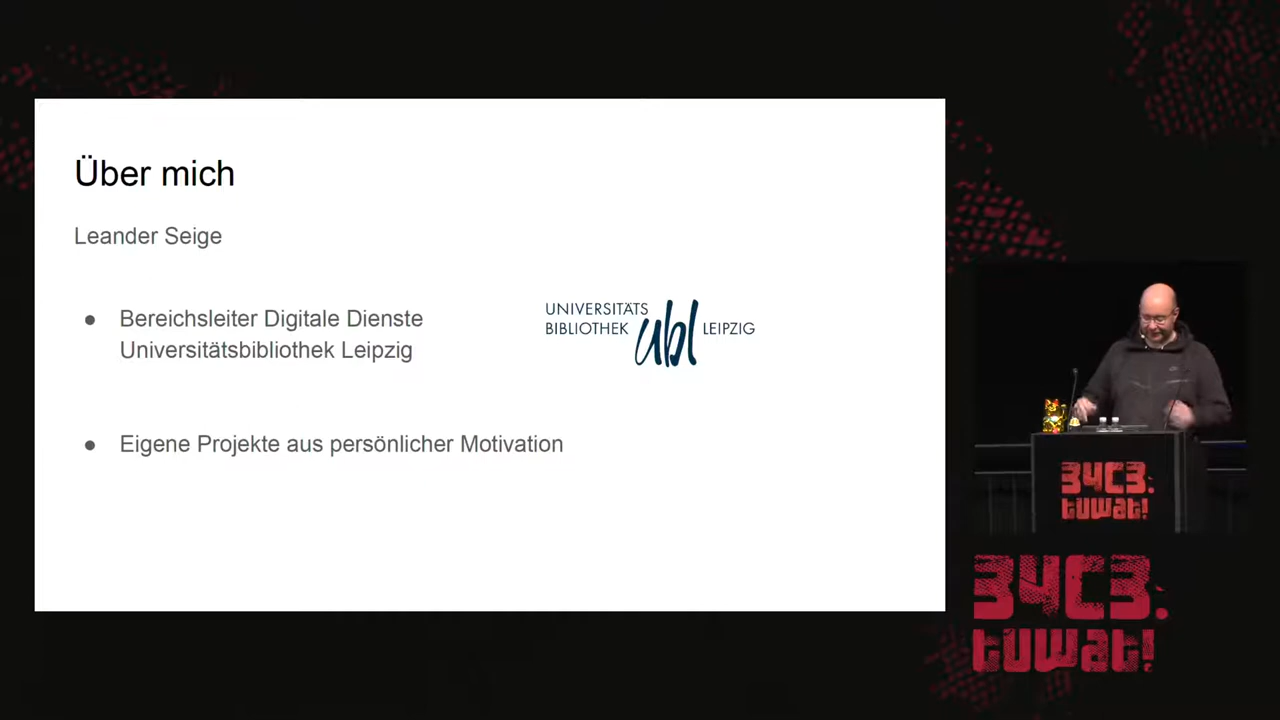 Über mich
Leander Seige
● Bereichsleiter Digitale Dienste
Universitätsbibliothek Leipzig
UNIVERSITÄTS
BIBLIOTHEK ubl LEIPZIG
● Eigene Projekte aus persönlicher Motivation
34C3.
tuwat!
34C3.
tuwat!